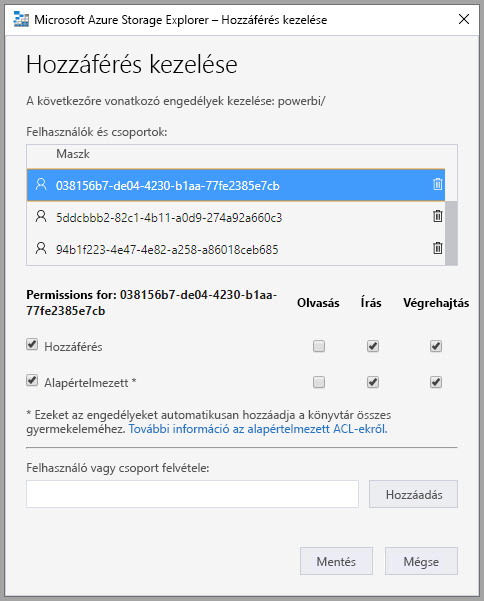 Microsoft Azure Storage Explorer – Hozzáférés kezelése
Hozzáférés kezelése
A következőre vonatkozó engedélyek kezelése: powerbi/
Felhasználók és csoportok:
Maszk
038156b7-de04-4230-b1aa-77fe2385e7cb
5ddcbbb2-82c1-4b11-a0d9-274a92a660c3
94b1f223-4e47-4e82-a258-a86018ceb685
Permissions for: 038156b7-de04-4230-b1aa-
77fe2385e7cb
Olvasás Írás Végrehajtás
Hozzáférés
Alapértelmezett *
* Ezeket az engedélyeket automatikusan hozzáadja a könyvtár összes
gyermekeleméhez. További információ az alapértelmezett ACL-ekről.
Felhasználó vagy csoport felvétele:
Hozzáadás
Mentés Mégse